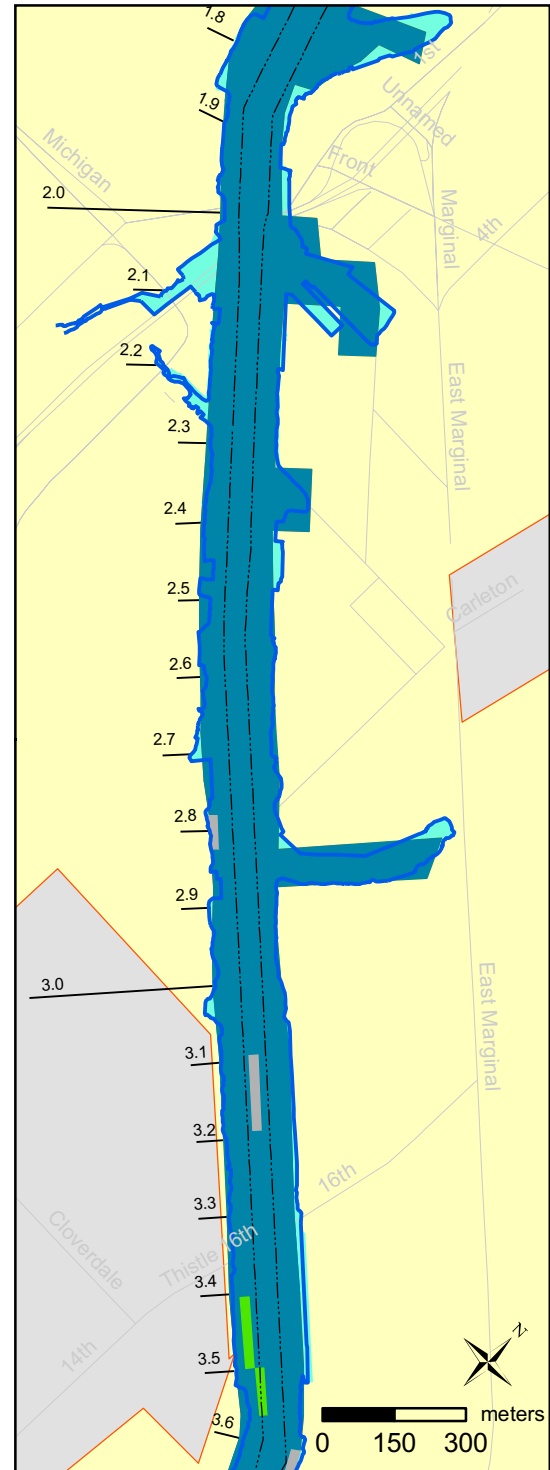 1.8
1st
1.9
Unnamed
Michigan
Front
2.0
Marginal
4th
2.1
2.2
East Marginal
2.3
2.4
2.5
Carleton
2.6
2.7
2.8
2.9
3.0
East Marginal
3.1
3.2
16th
3.3
Cloverdale
Thistle 16th
3.4
14th
3.5
N
3.6
meters
0 150 300